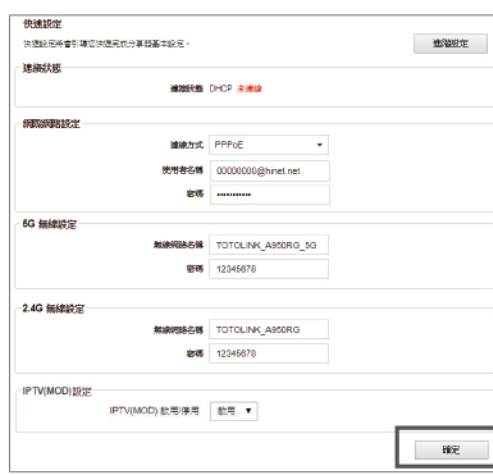 快速設定
快速設定將會引導您快速完成分享器基本設定。
進階設定
連線狀態
連線狀態 DHCP 未連線
網際網路設定
連線方式 PPPoE
使用者名稱 00000000@hinet.net
密碼 ••••••••••
5G 無線設定
無線網路名稱 TOTOLINK_A950RG_5G
密碼 12345678
2.4G 無線設定
無線網路名稱 TOTOLINK_A950RG
密碼 12345678
IPTV(MOD)設定
IPTV(MOD) 啟用/停用 啟用
確定